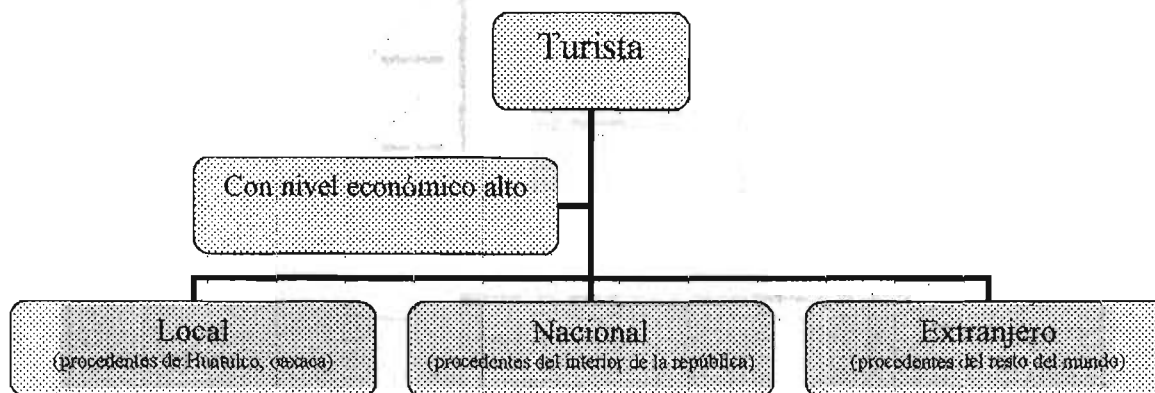 Turista
Con nivel económico alto
Local
(procedentes de Huatulco, oaxaca)
Nacional
(procedentes del interior de la república)
Extranjero
(procedentes del resto del mundo)